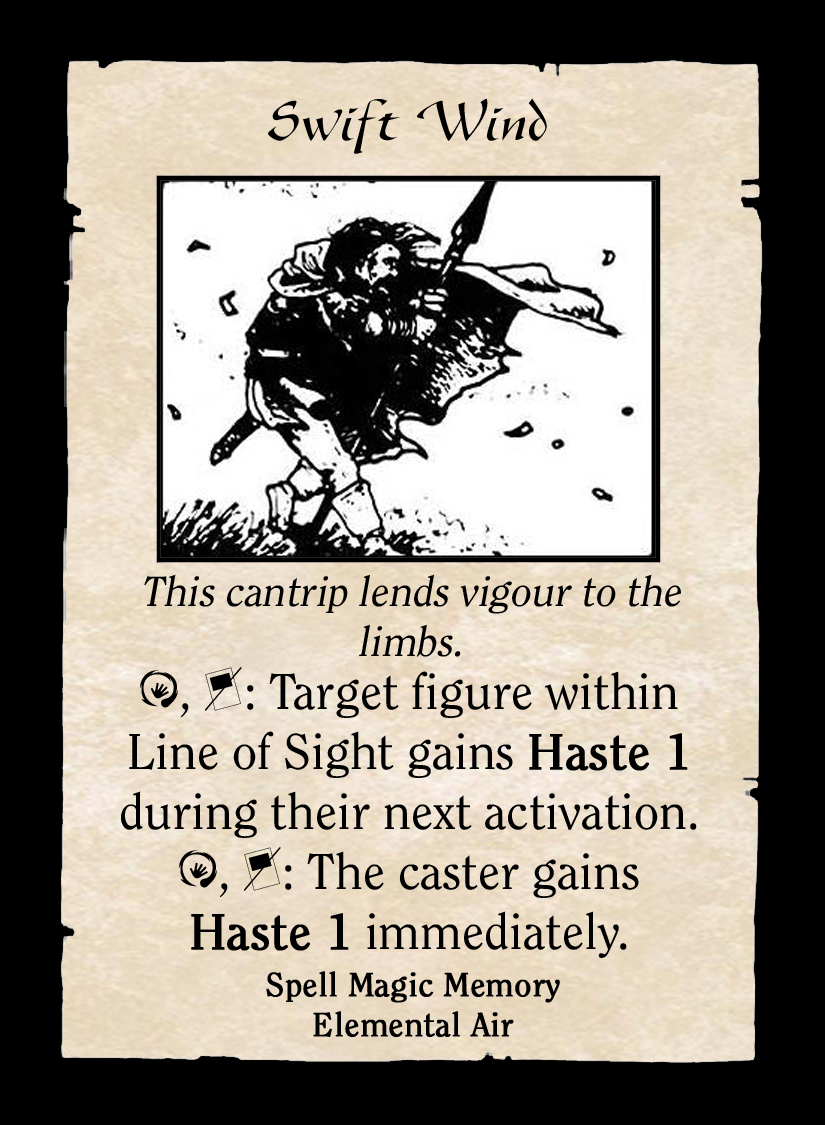 Swift Wind
This cantrip lends vigour to the
limbs.
, : Target figure within
Line of Sight gains Haste 1
during their next activation.
, : The caster gains
Haste 1 immediately.
Spell Magic Memory
Elemental Air